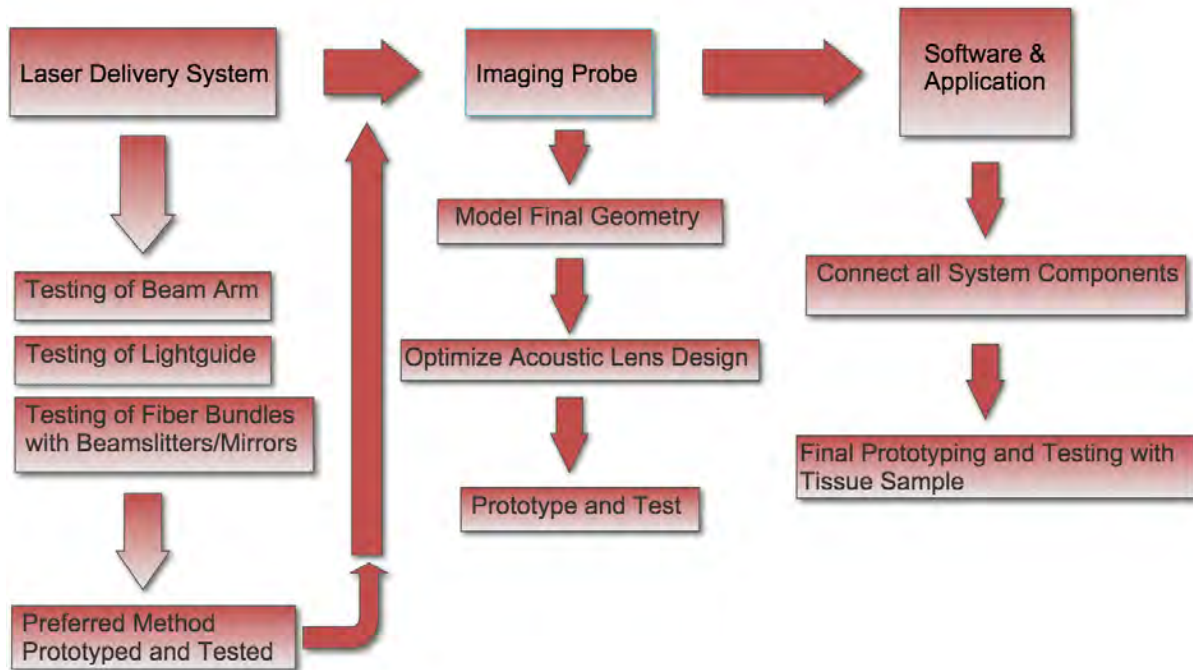 Laser Delivery System
Imaging Probe
Software &
Application
Testing of Beam Arm
Testing of Lightguide
Testing of Fiber Bundles
with Beamslitters/Mirrors
Preferred Method
Prototyped and Tested
Model Final Geometry
Optimize Acoustic Lens Design
Prototype and Test
Connect all System Components
Final Prototyping and Testing with
Tissue Sample